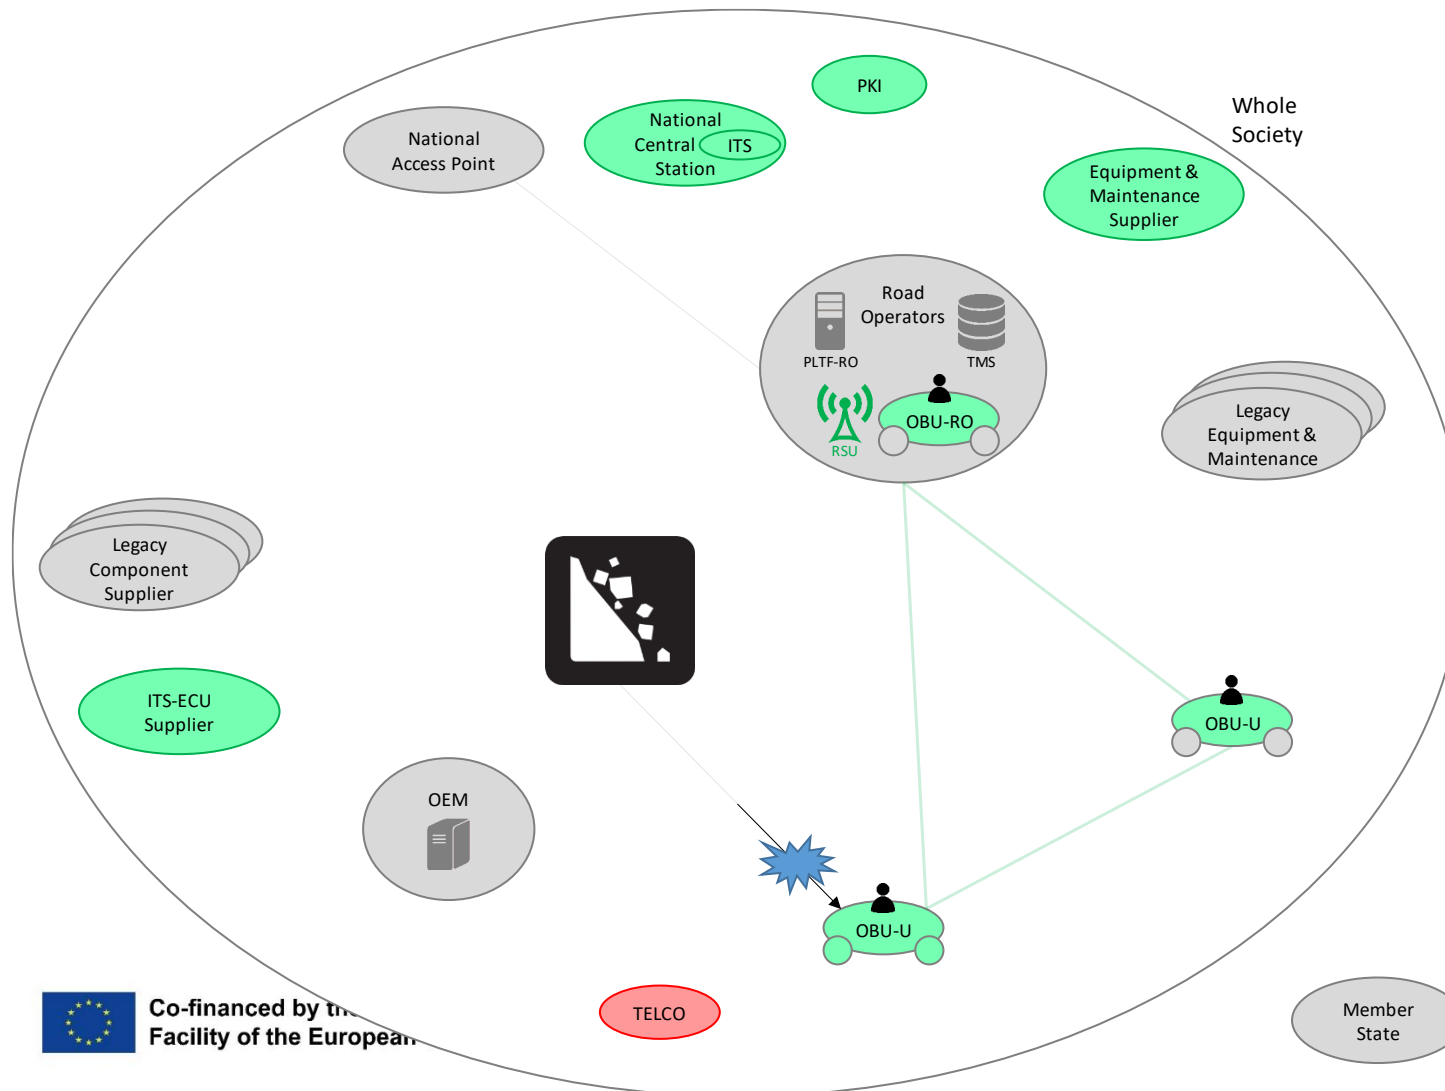 PKI
National
Central
Station
ITS
Whole
Society
National
Access Point
Equipment &
Maintenance
Supplier
Road
Operators
PLTF-RO
TMS
OBU-RO
RSU
Legacy
Equipment &
Maintenance
Legacy
Component
Supplier
ITS-ECU
Supplier
OBU-U
OEM
OBU-U
TELCO
Co-financed by the
Facility of the European
Member
State